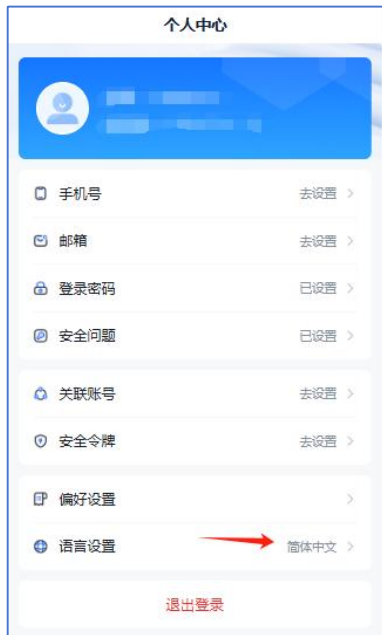 个人中心
手机号 去设置
邮箱 去设置
登录密码 已设置
安全问题 已设置
关联账号 去设置
安全令牌 去设置
偏好设置
语言设置 简体中文
退出登录